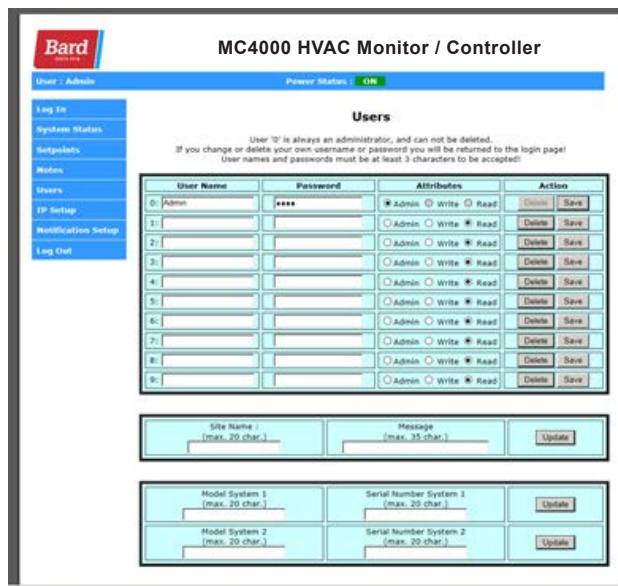 Bard
MC4000 HVAC Monitor / Controller
User : Admin Power Status : ON
Log In
System Status
Setpoints
Notes
Users
IP Setup
Notification Setup
Log Out
Users
User '0' is always an administrator, and can not be deleted.
If you change or delete your own username or password you will be returned to the login page!
User names and passwords must be at least 3 characters to be accepted!
User Name Password Attributes Action
0: Admin •••• Admin Write Read Delete Save
1: Admin Write Read Delete Save
2: Admin Write Read Delete Save
3: Admin Write Read Delete Save
4: Admin Write Read Delete Save
5: Admin Write Read Delete Save
6: Admin Write Read Delete Save
7: Admin Write Read Delete Save
8: Admin Write Read Delete Save
9: Admin Write Read Delete Save
Site Name : Message
(max. 20 char.) (max. 35 char.) Update
Model System 1 Serial Number System 1
(max. 20 char.) (max. 20 char.) Update
Model System 2 Serial Number System 2
(max. 20 char.) (max. 20 char.) Update